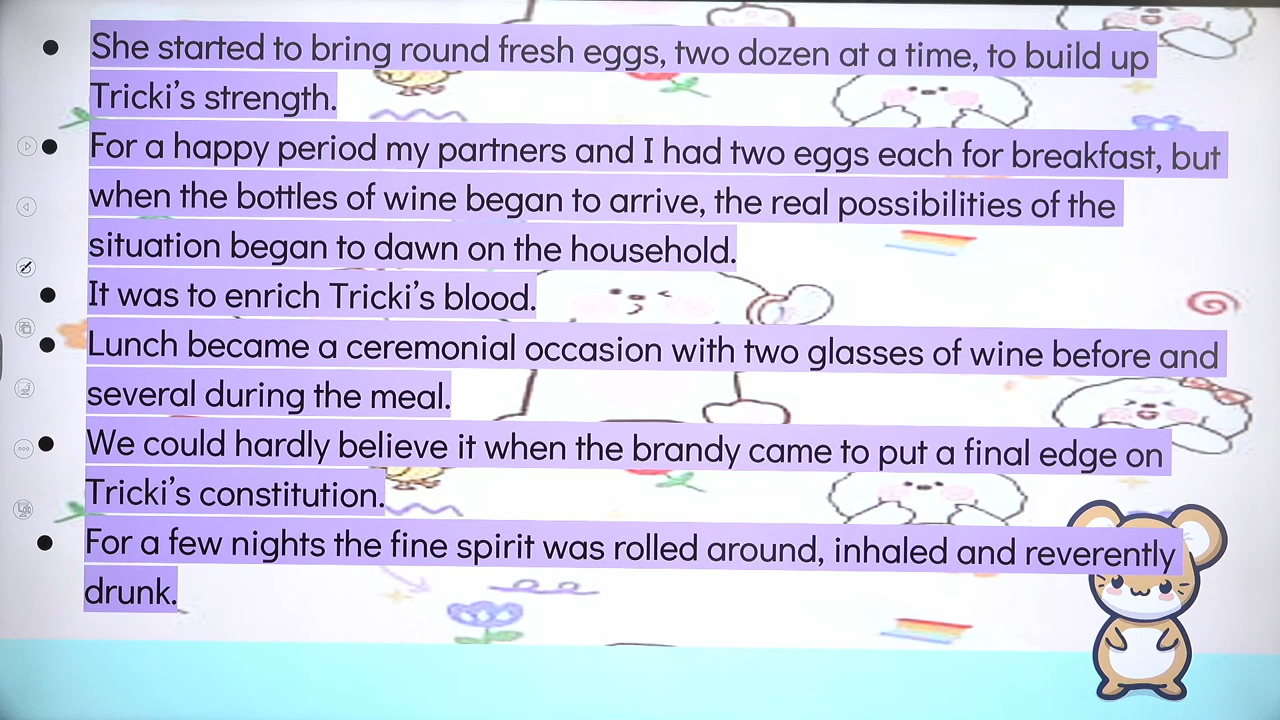 • She started to bring round fresh eggs, two dozen at a time, to build up
Tricki's strength.
• For a happy period my partners and I had two eggs each for breakfast, but
when the bottles of wine began to arrive, the real possibilities of the
situation began to dawn on the household.
• It was to enrich Tricki's blood.
• Lunch became a ceremonial occasion with two glasses of wine before and
several during the meal.
• We could hardly believe it when the brandy came to put a final edge on
Tricki's constitution.
• For a few nights the fine spirit was rolled around, inhaled and reverently
drunk.